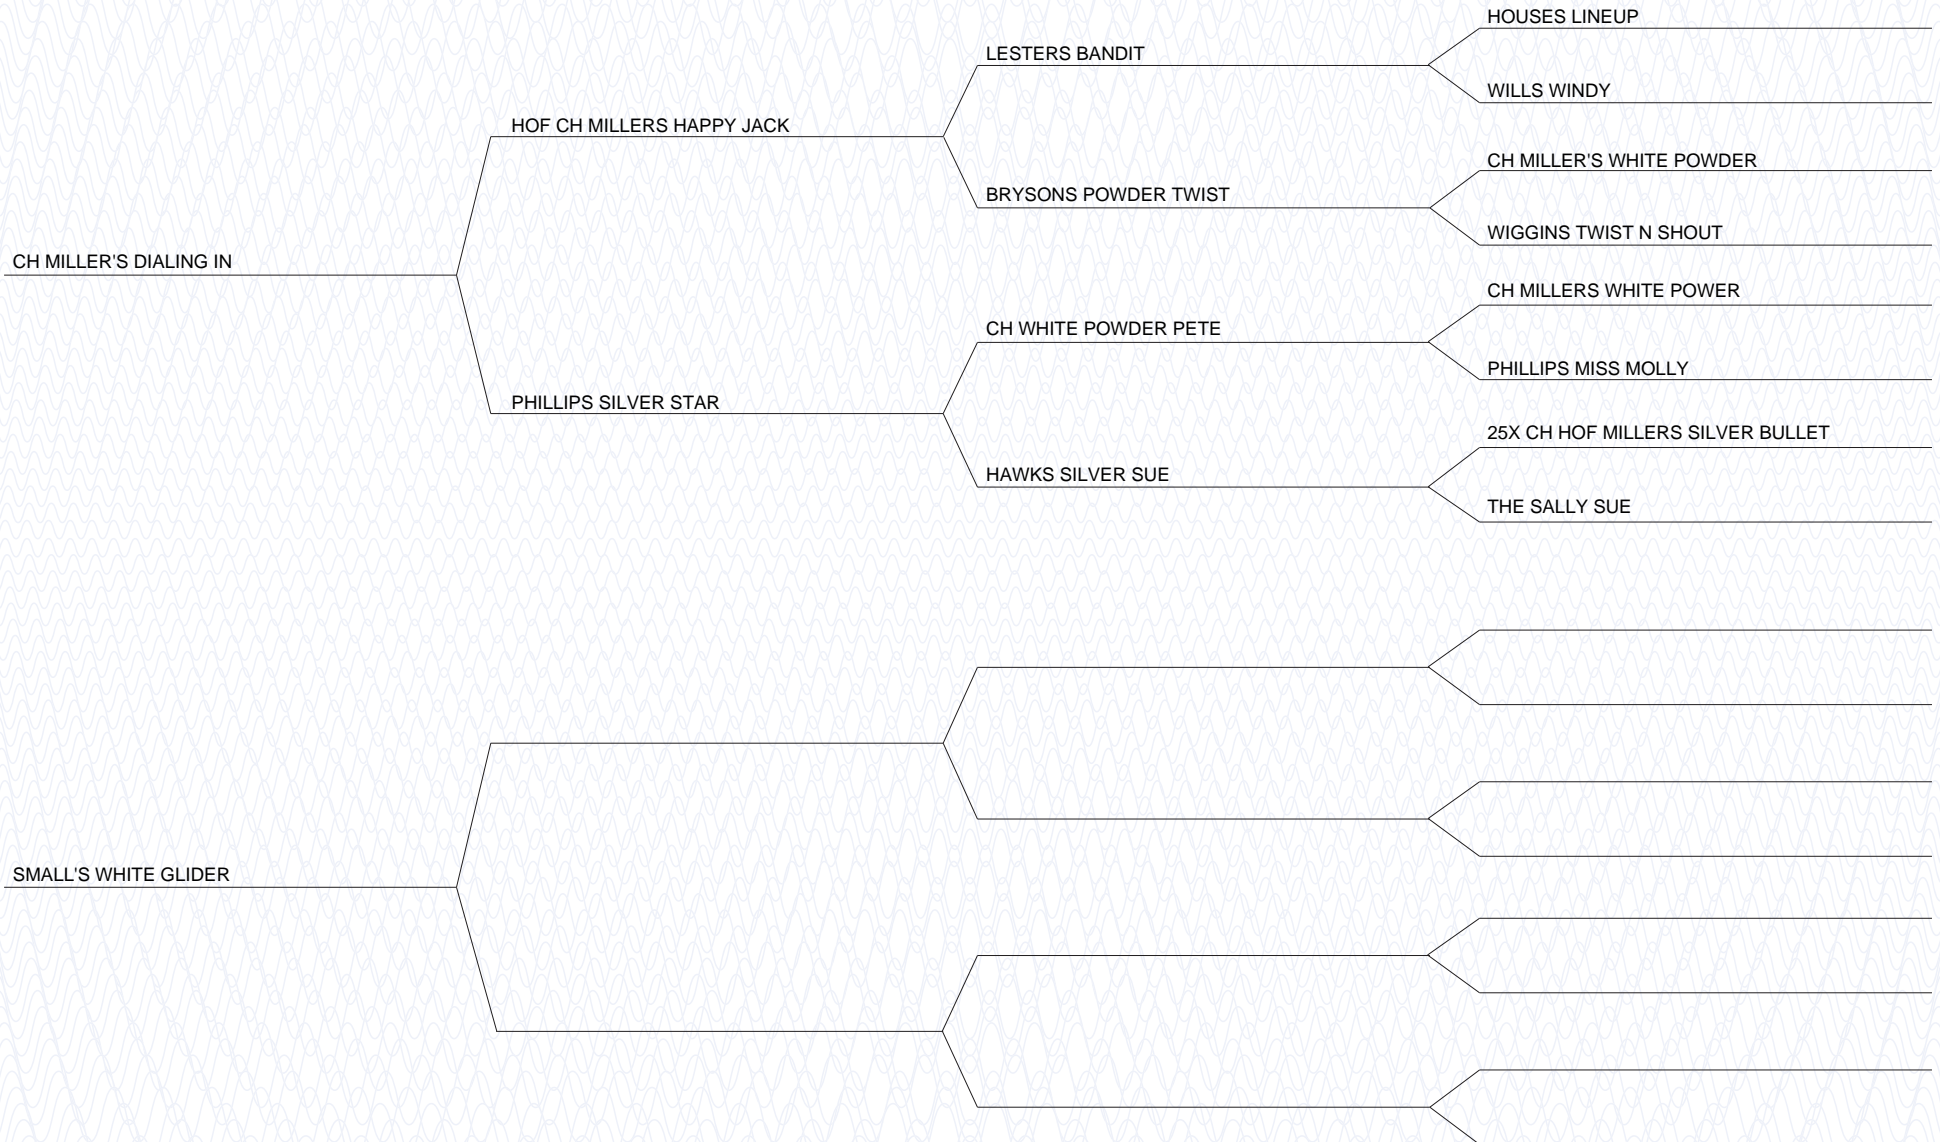 HOUSES LINEUP
LESTERS BANDIT
WILLS WINDY
HOF CH MILLERS HAPPY JACK
CH MILLER'S WHITE POWDER
BRYSONS POWDER TWIST
WIGGINS TWIST N SHOUT
CH MILLER'S DIALING IN
CH MILLERS WHITE POWER
CH WHITE POWDER PETE
PHILLIPS MISS MOLLY
PHILLIPS SILVER STAR
25X CH HOF MILLERS SILVER BULLET
HAWKS SILVER SUE
THE SALLY SUE
SMALL'S WHITE GLIDER